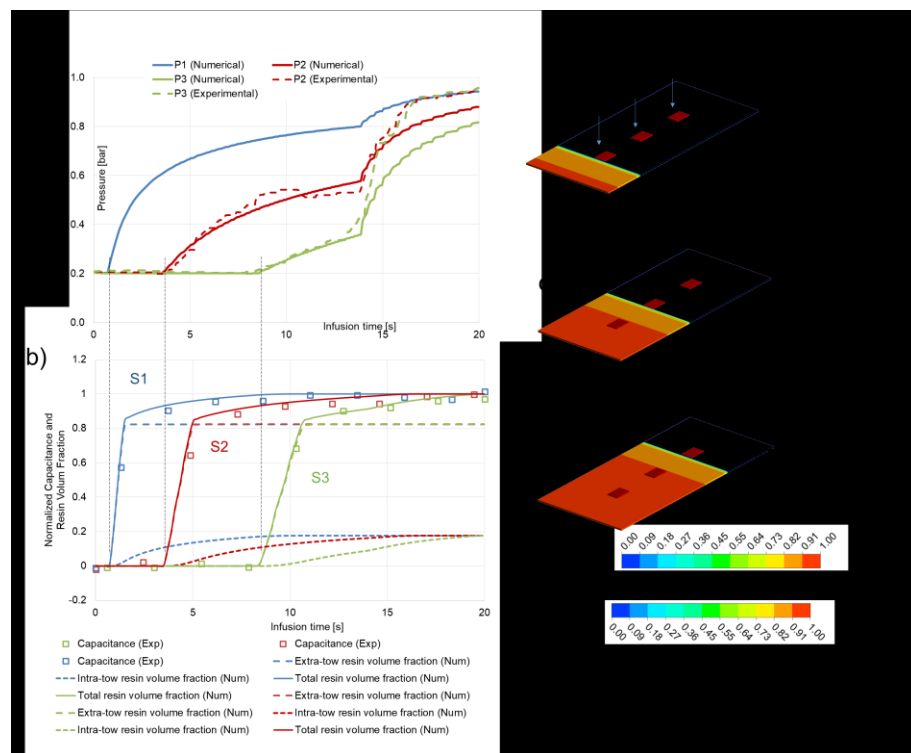 P1 (Numerical) P2 (Numerical)
P3 (Numerical) P2 (Experimental)
P3 (Experimental)
1.0
0.8
0.6
0.4
0.2
0.0
Pressure [bar]
Infusion time [s]
0 5 10 15 20
b)
1.2
1
0.8
0.6
0.4
0.2
0
Normalized Capacitance and
Resin Volum Fraction
S1
S2
S3
0 5 10 15 20
Infusion time [s]
Capacitance (Exp) Capacitance (Exp)
Capacitance (Exp) Extra-tow resin volume fraction (Num)
Intra-tow resin volume fraction (Num) Total resin volume fraction (Num)
Total resin volume fraction (Num) Extra-tow resin volume fraction (Num)
Extra-tow resin volume fraction (Num) Intra-tow resin volume fraction (Num)
Intra-tow resin volume fraction (Num) Total resin volume fraction (Num)
0.00 0.09 0.18 0.27 0.36 0.45 0.55 0.64 0.73 0.82 0.91 1.00
0.00 0.09 0.18 0.27 0.36 0.45 0.55 0.64 0.73 0.82 0.91 1.00